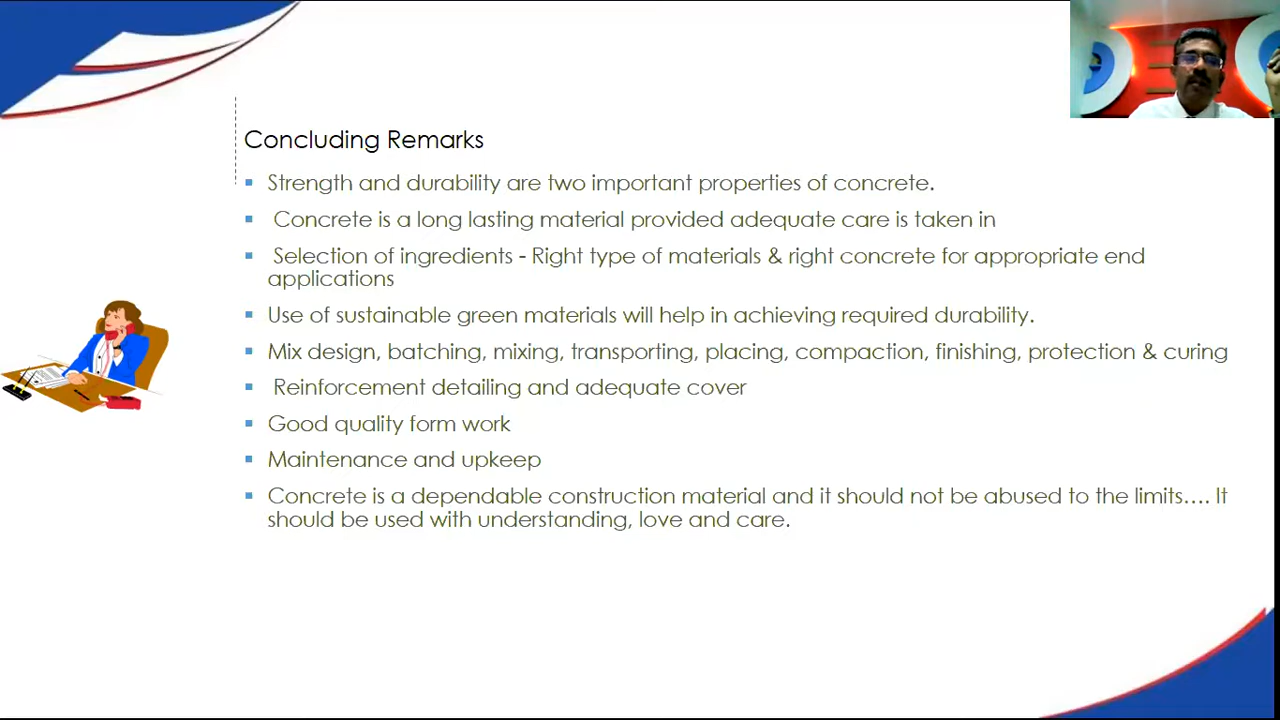 Concluding Remarks
▪ Strength and durability are two important properties of concrete.
▪ Concrete is a long lasting material provided adequate care is taken in
▪ Selection of ingredients - Right type of materials & right concrete for appropriate end
applications
▪ Use of sustainable green materials will help in achieving required durability.
▪ Mix design, batching, mixing, transporting, placing, compaction, finishing, protection & curing
▪ Reinforcement detailing and adequate cover
▪ Good quality form work
▪ Maintenance and upkeep
▪ Concrete is a dependable construction material and it should not be abused to the limits.... It
should be used with understanding, love and care.